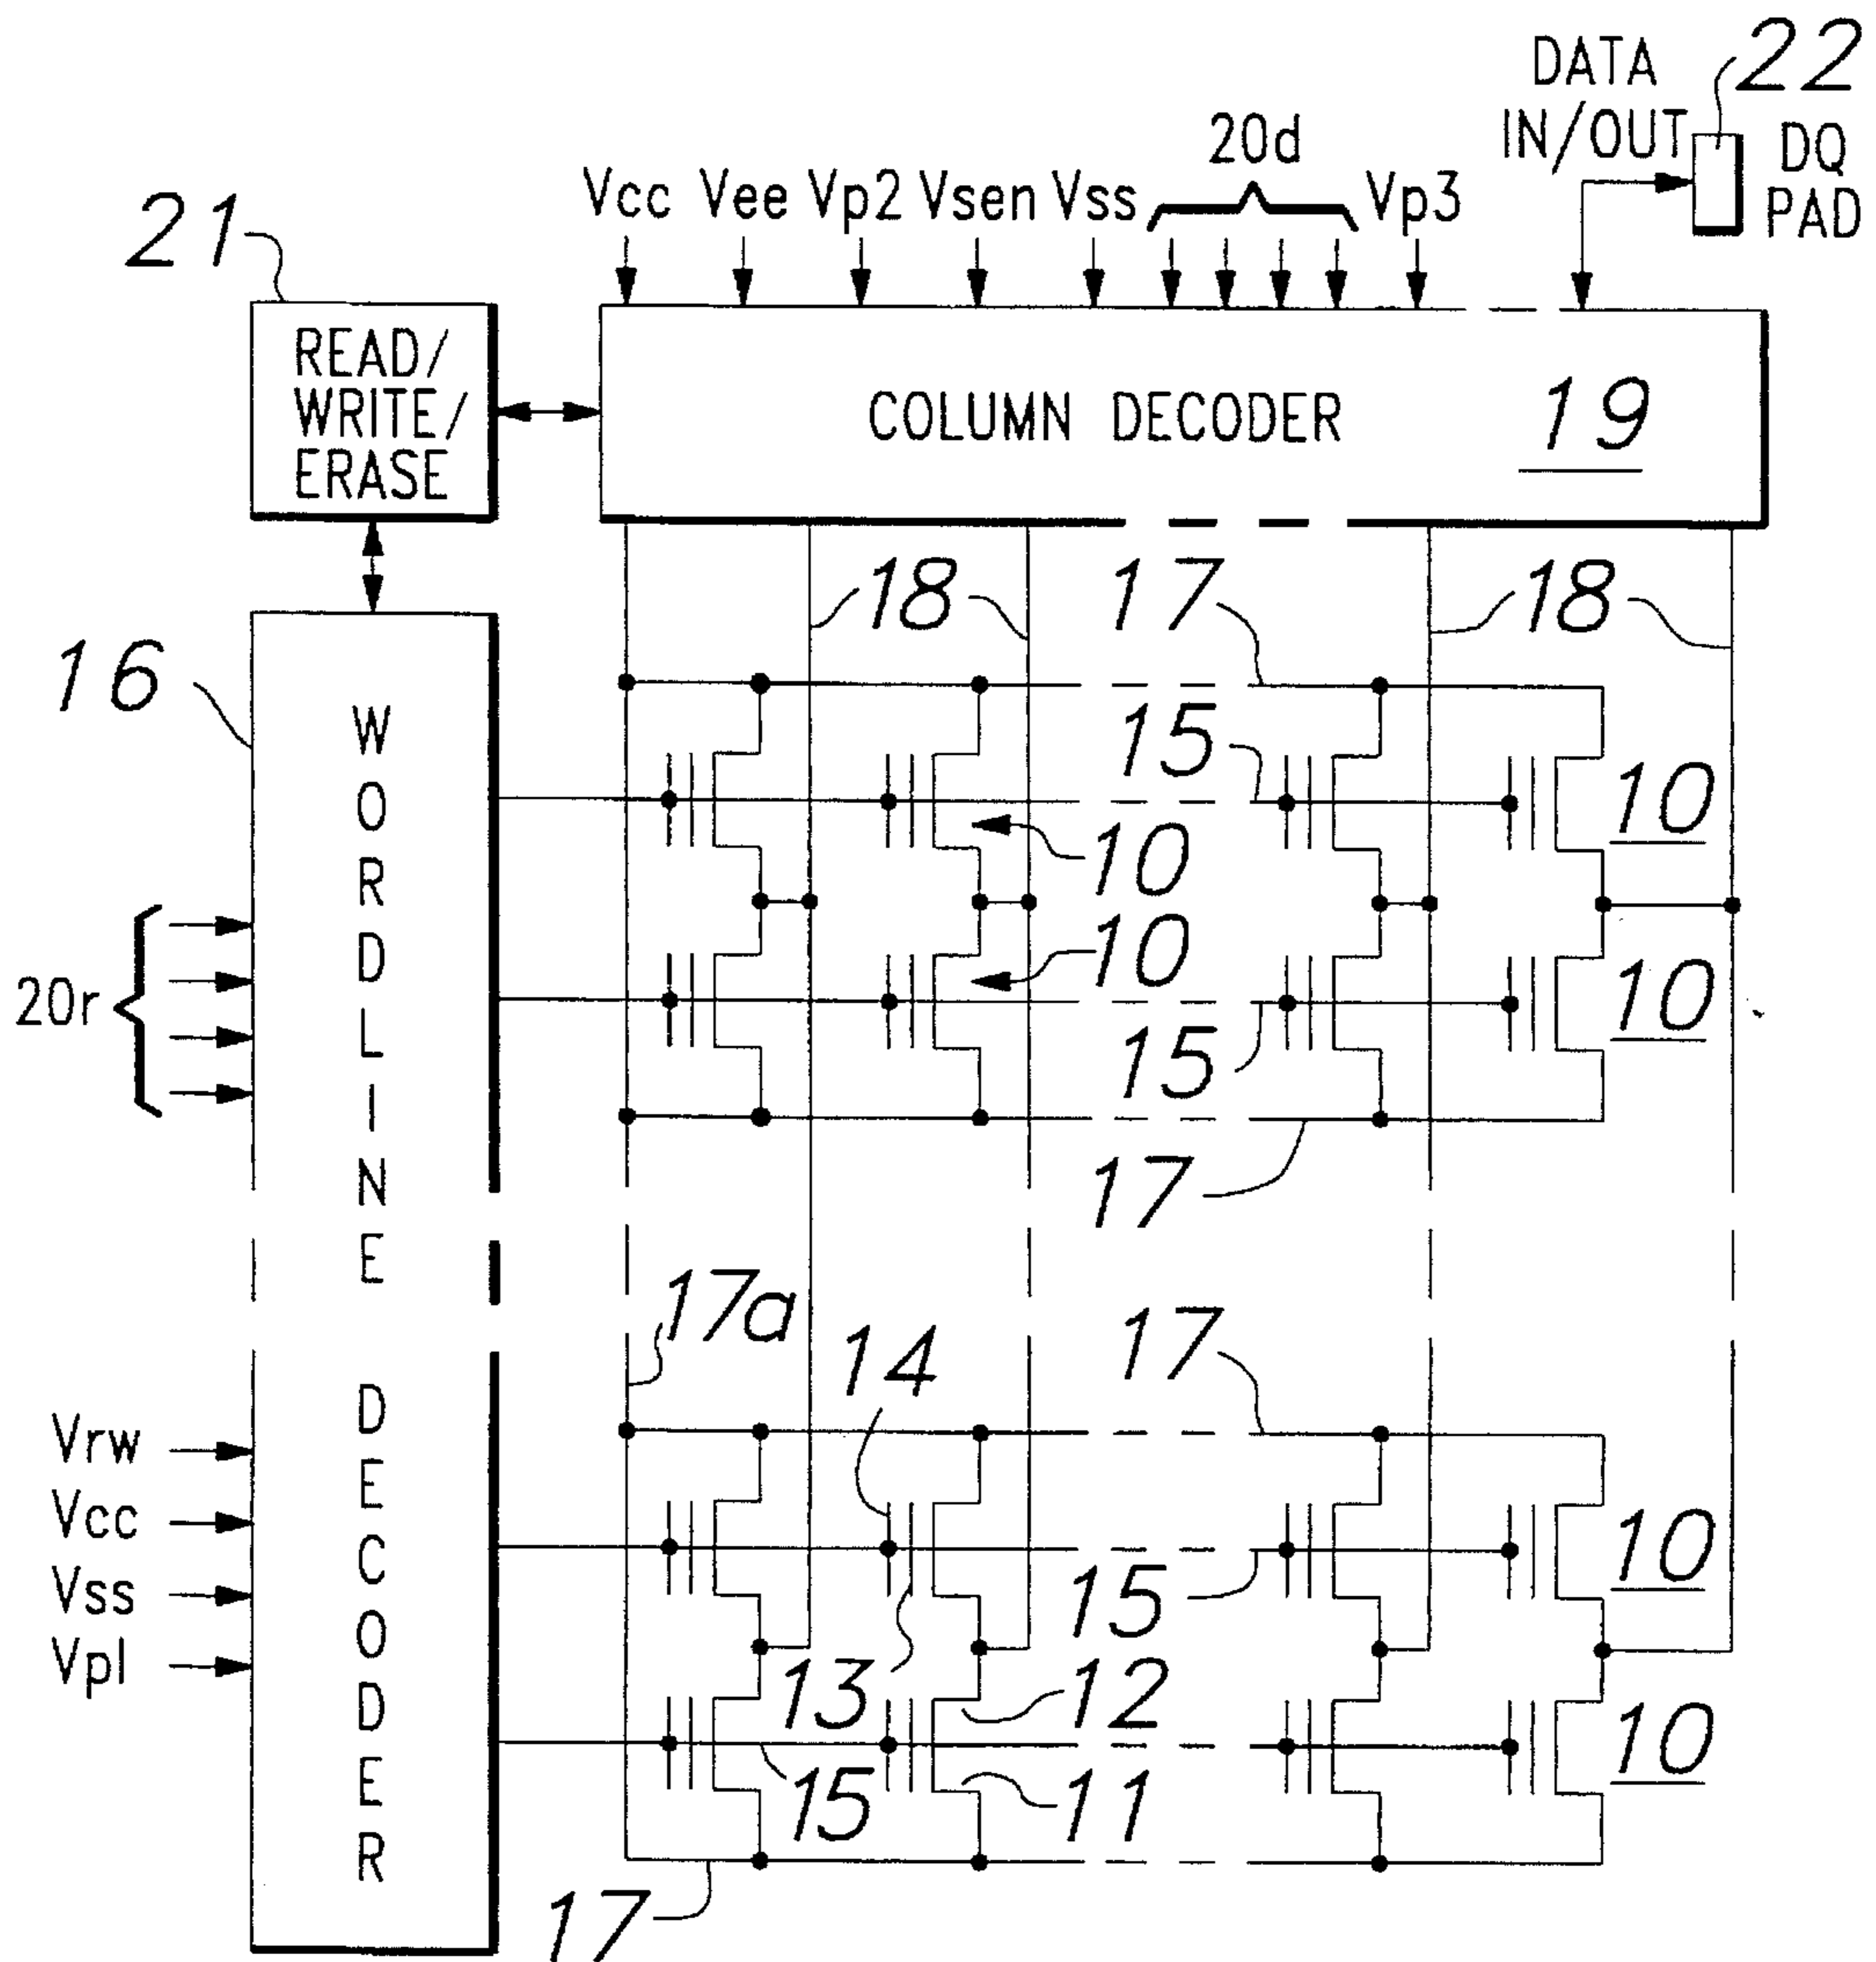 DATA
IN/OUT
22
DQ
PAD
20d
Vcc Vee Vp2 Vsen Vss Vp3
21
READ/
WRITE/
ERASE
COLUMN DECODER 19
18 17 18
16
WORDLINE DECODER
15 10
10
10
10
20r
15
17
17a
14
17
Vrw
Vcc
Vss
Vpl
15
10
13
12
10
15
11
17